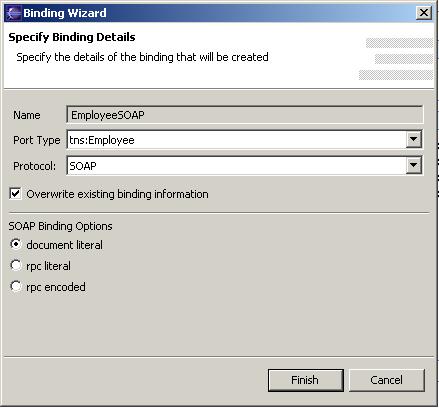 Binding Wizard
Specify Binding Details
Specify the details of the binding that will be created
Name EmployeeSOAP
Port Type tns:Employee
Protocol: SOAP
Overwrite existing binding information
SOAP Binding Options
document literal
rpc literal
rpc encoded
Finish Cancel